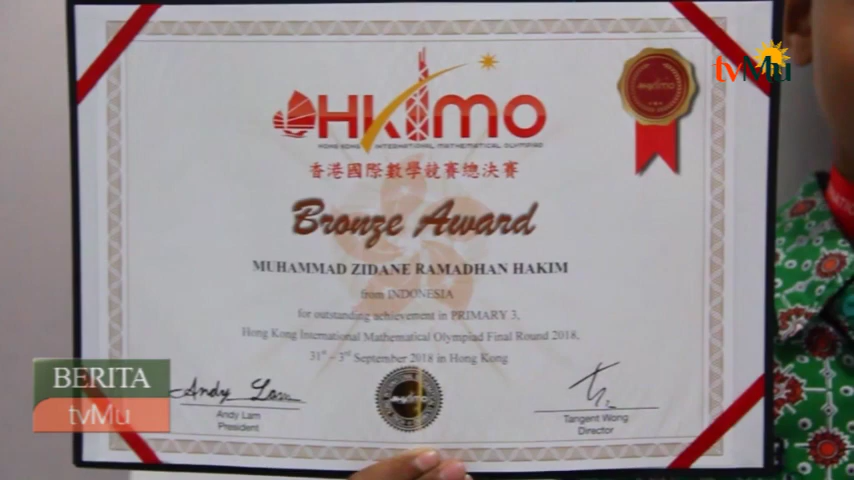 tvMu
HKIMO
HONG KONG INTERNATIONAL MATHEMATICAL OLYMPIAD
香港國際數學競賽總決賽
Bronze Award
MUHAMMAD ZIDANE RAMADHAN HAKIM
from INDONESIA
for outstanding achievement in PRIMARY 3,
Hong Kong International Mathematical Olympiad Final Round 2018,
31st - 3rd September 2018 in Hong Kong
Andy Lam
Andy Lam
President
Tangent Wong
Director
BERITA
tvMu